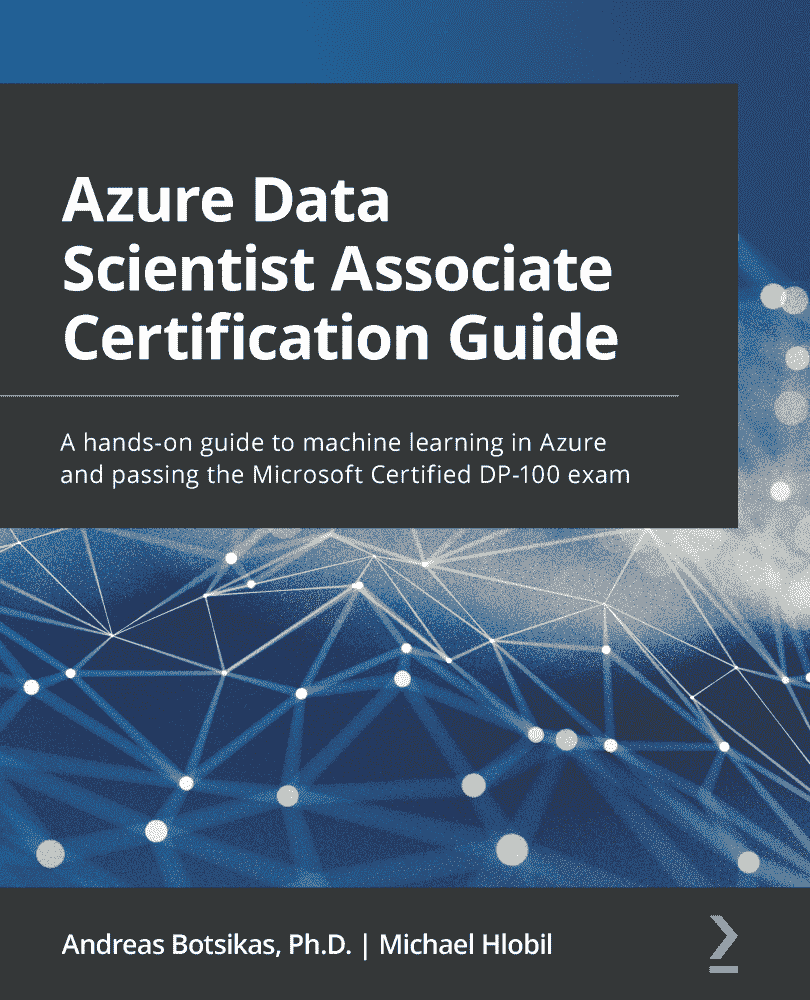 Azure Data
Scientist Associate
Certification Guide
A hands-on guide to machine learning in Azure
and passing the Microsoft Certified DP-100 exam
Andreas Botsikas, Ph.D. | Michael Hlobil